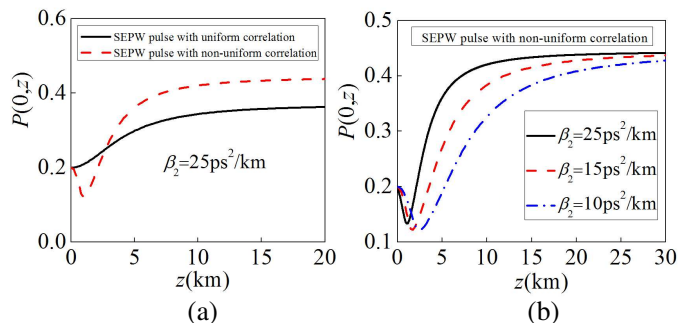 (a)
SEPW pulse with uniform correlation
SEPW pulse with non-uniform correlation
P(0,z)
0.6
0.4
0.2
0.0
β₂=25ps²/km
0 5 10 15 20
z(km)
(a)
(b)
SEPW pulse with non-uniform correlation
P(0,z)
0.5
0.4
0.3
0.2
0.1
β₂=25ps²/km
β₂=15ps²/km
β₂=10ps²/km
0 5 10 15 20 25 30
z(km)
(b)